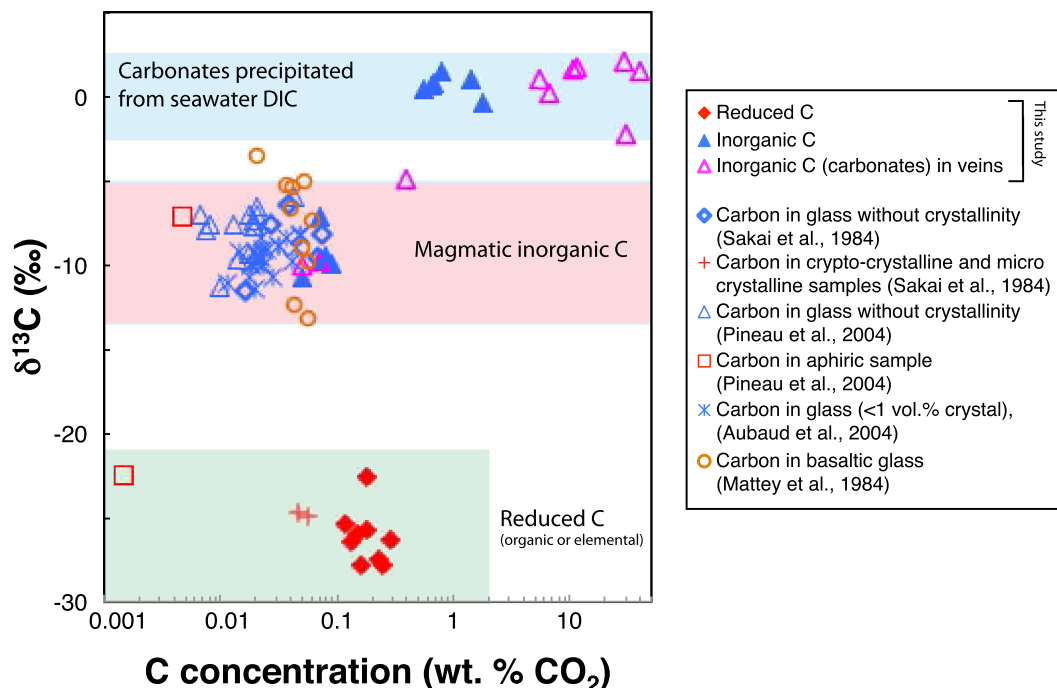 Carbonates precipitated
from seawater DIC
Magmatic inorganic C
Reduced C
(organic or elemental)
0
-10
-20
-30
δ¹³C (‰)
0.001
0.01
0.1
1
10
C concentration (wt. % CO₂)
Reduced C
Inorganic C
Inorganic C (carbonates) in veins
This study
Carbon in glass without crystallinity
(Sakai et al., 1984)
Carbon in crypto-crystalline and micro
crystalline samples (Sakai et al., 1984)
Carbon in glass without crystallinity
(Pineau et al., 2004)
Carbon in aphiric sample
(Pineau et al., 2004)
Carbon in glass (<1 vol.% crystal),
(Aubaud et al., 2004)
Carbon in basaltic glass
(Mattey et al., 1984)